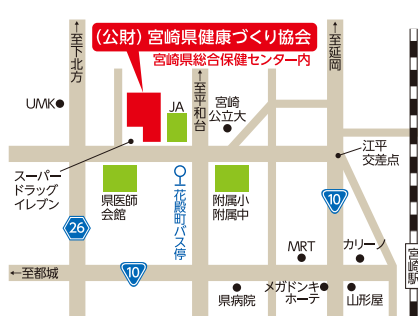 (公財) 宮崎県健康づくり協会
宮崎県総合保健センター内
↑至下北方
↑至平和台
↑至延岡
UMK
JA
宮崎
公立大
江平
交差点
スーパー
ドラッグ
イレブン
県医師
会館
花殿町バス停
附属小
附属中
10
26
MRT
カリーノ
宮崎駅
←至都城
10
県病院
メガドンキ
ホーテ
山形屋